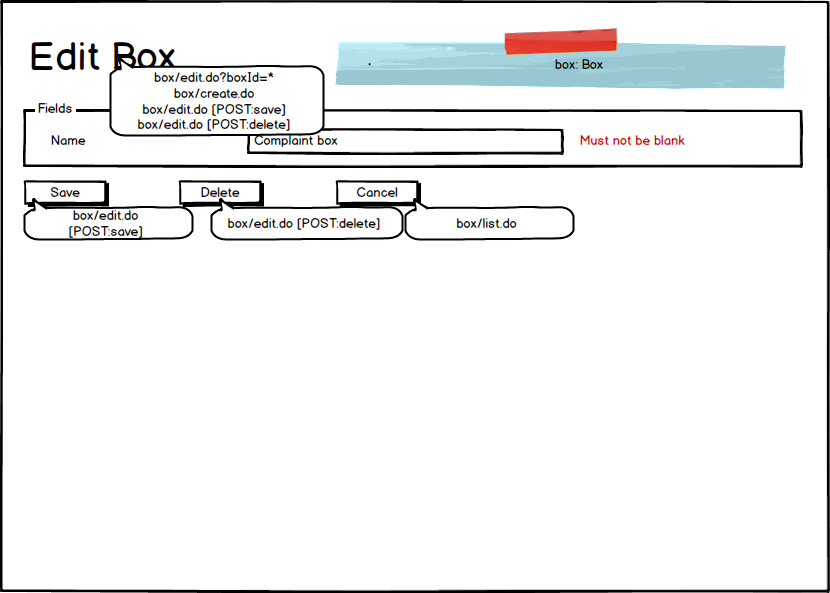 Edit Box
box: Box
box/edit.do?boxId=*
box/create.do
box/edit.do [POST:save]
box/edit.do [POST:delete]
Fields
Name
Complaint box
Must not be blank
Save
Delete
Cancel
box/edit.do
[POST:save]
box/edit.do [POST:delete]
box/list.do